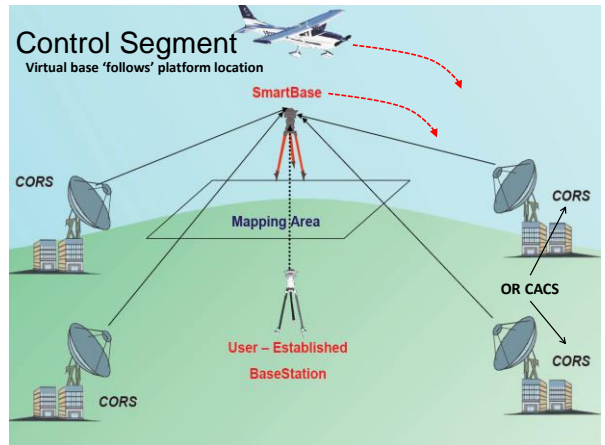 Control Segment
Virtual base ‘follows’ platform location
SmartBase
CORS
CORS
Mapping Area
OR CACS
User – Established
BaseStation
CORS
CORS